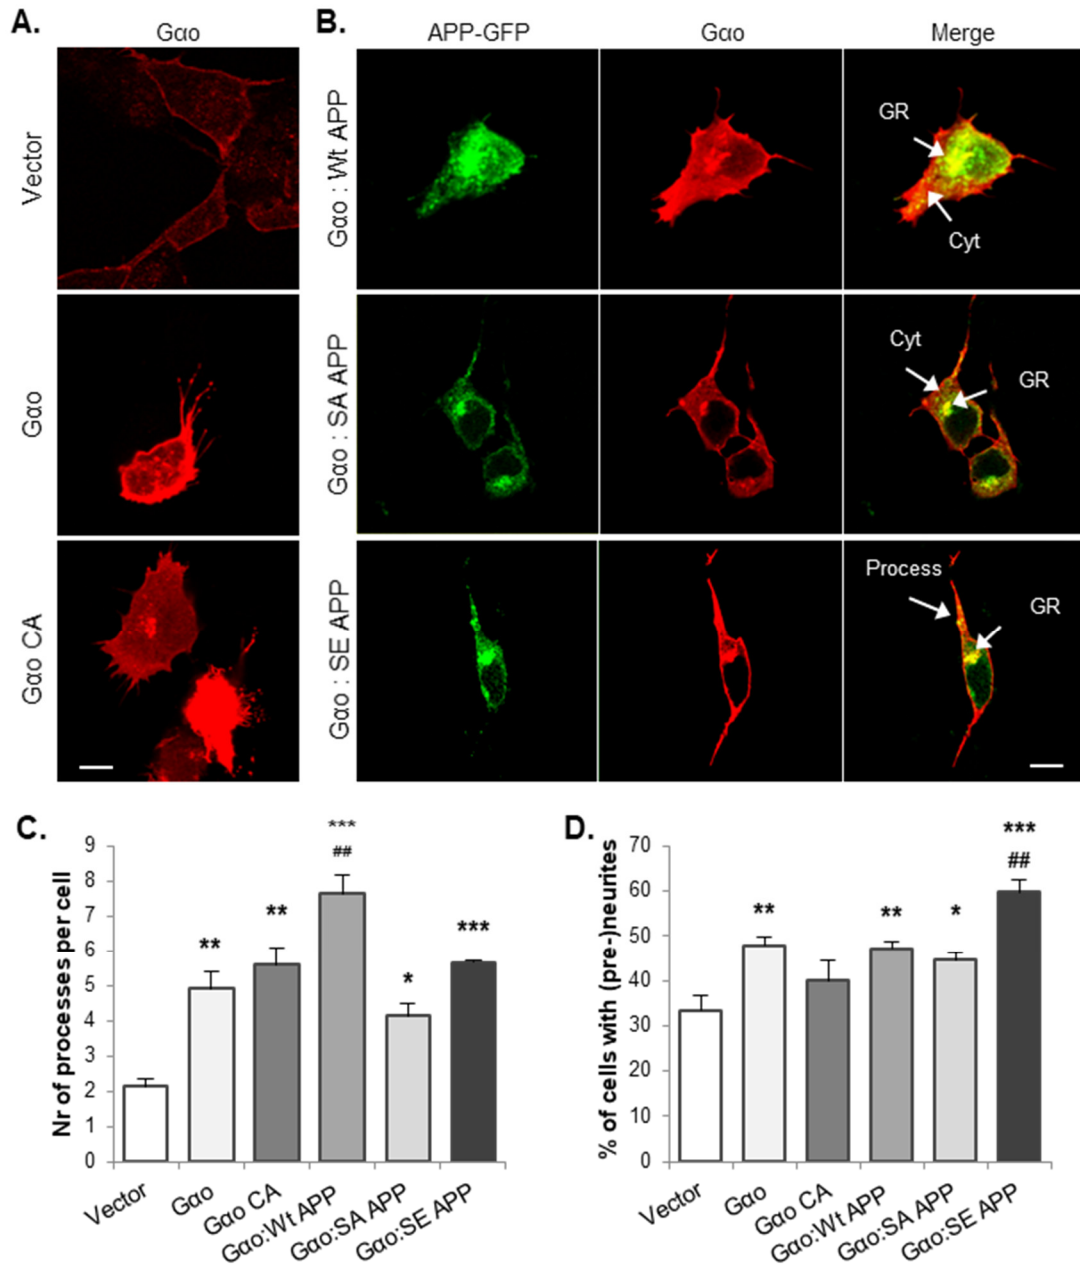 A.
Gαo
B.
APP-GFP
Gαo
Merge
Vector
Gαo : Wt APP
GR
Cyt
Gαo
Gαo : SA APP
Cyt
GR
Gαo CA
Gαo : SE APP
Process
GR
C.
Nr of processes per cell
9
8
7
6
5
4
3
2
1
0
**
**
***
##
*
***
Vector
Gαo
Gαo CA
Gαo:Wt APP
Gαo:SA APP
Gαo:SE APP
D.
% of cells with (pre-)neurites
70
60
50
40
30
20
10
0
**
**
*
***
##
Vector
Gαo
Gαo CA
Gαo:Wt APP
Gαo:SA APP
Gαo:SE APP